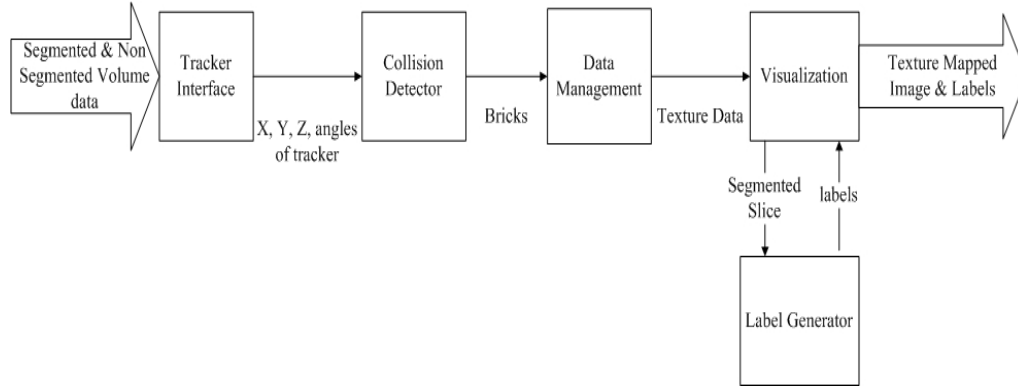 Segmented & Non
Segmented Volume
data
Tracker
Interface
X, Y, Z, angles
of tracker
Collision
Detector
Bricks
Data
Management
Texture Data
Visualization
Texture Mapped
Image & Labels
Segmented
Slice
labels
Label Generator